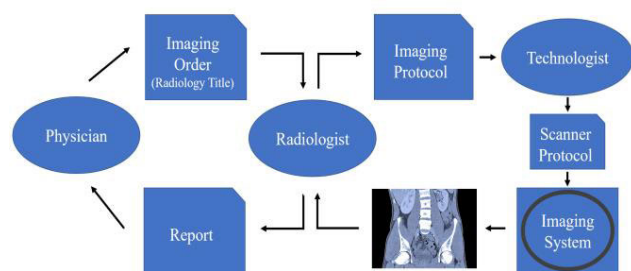 Imaging
Order
(Radiology Title)
Imaging
Protocol
Technologist
Physician
Radiologist
Scanner
Protocol
Report
Imaging
System